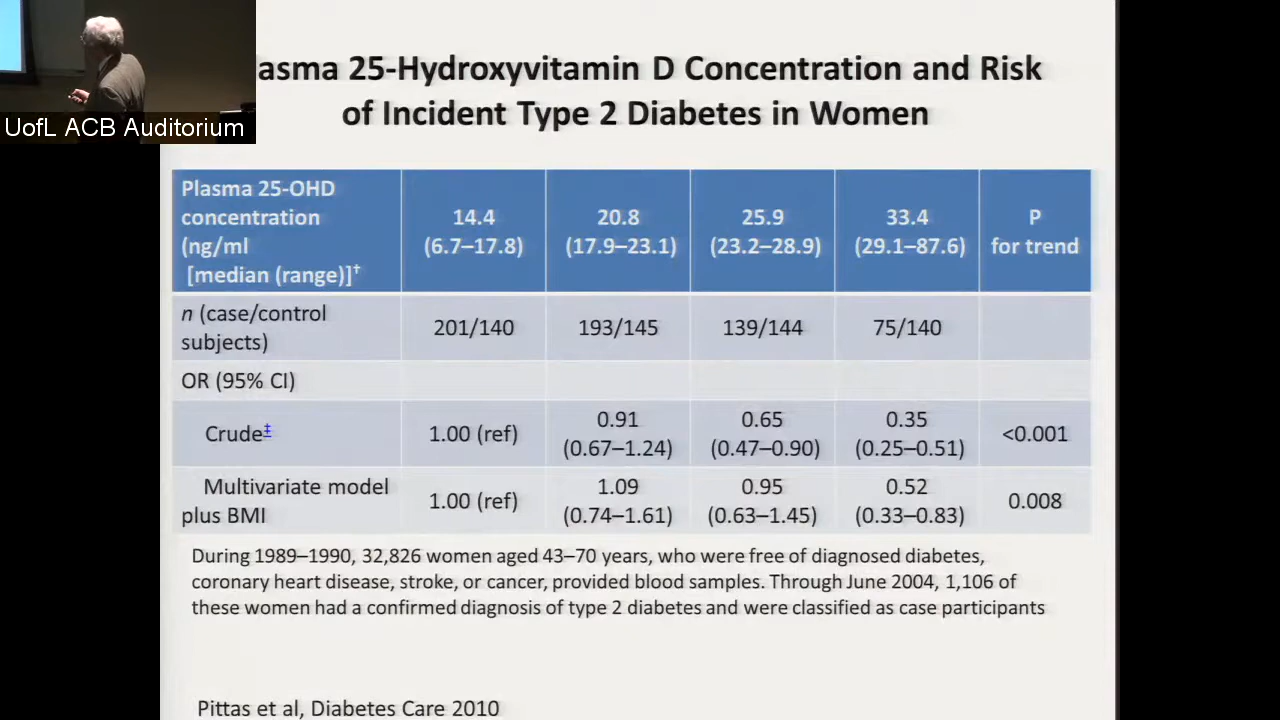 UofL ACB Auditorium
asma 25-Hydroxyvitamin D Concentration and Risk
of Incident Type 2 Diabetes in Women
Plasma 25-OHD
concentration
(ng/ml
[median (range)]†
14.4
(6.7–17.8)
20.8
(17.9–23.1)
25.9
(23.2–28.9)
33.4
(29.1–87.6)
P
for trend
n (case/control
subjects)
201/140
193/145
139/144
75/140
OR (95% CI)
Crude‡
1.00 (ref)
0.91
(0.67–1.24)
0.65
(0.47–0.90)
0.35
(0.25–0.51)
<0.001
Multivariate model
plus BMI
1.00 (ref)
1.09
(0.74–1.61)
0.95
(0.63–1.45)
0.52
(0.33–0.83)
0.008
During 1989–1990, 32,826 women aged 43–70 years, who were free of diagnosed diabetes,
coronary heart disease, stroke, or cancer, provided blood samples. Through June 2004, 1,106 of
these women had a confirmed diagnosis of type 2 diabetes and were classified as case participants
Pittas et al, Diabetes Care 2010